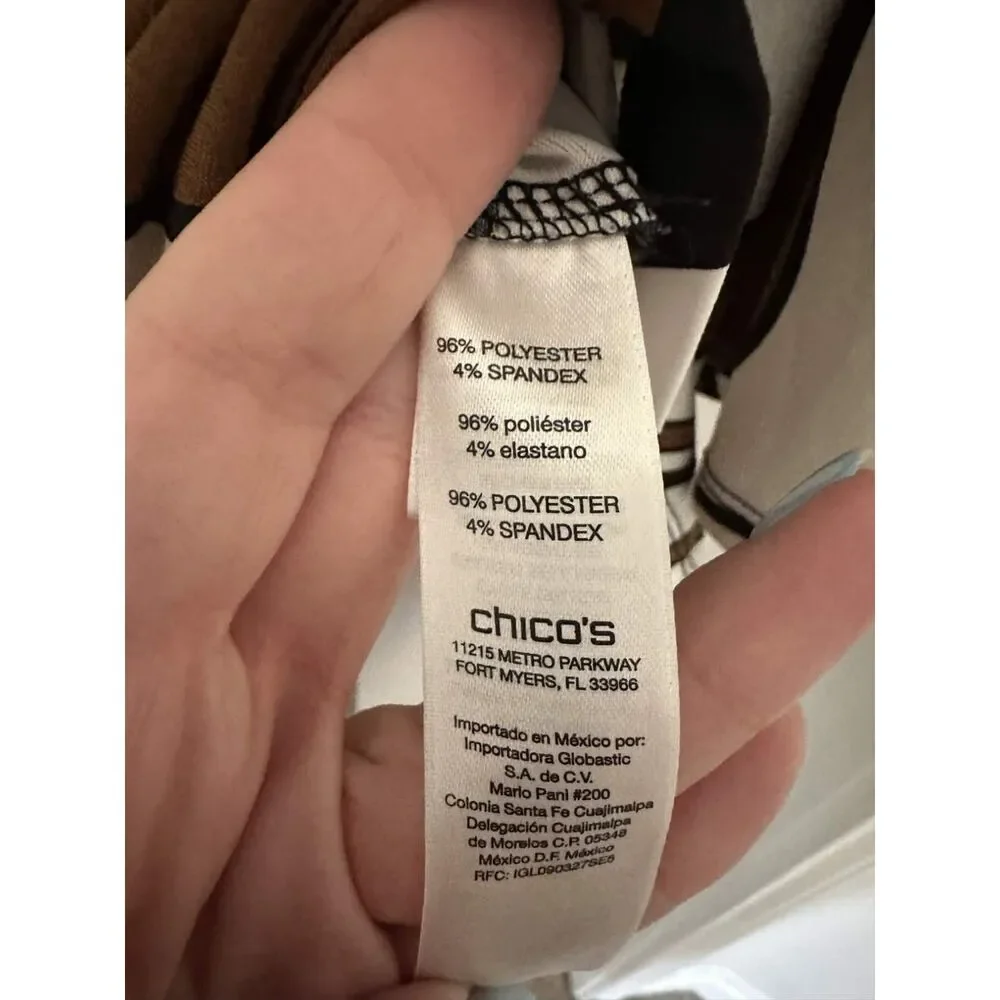 96% POLYESTER
4% SPANDEX
96% poliéster
4% elastano
96% POLYESTER
4% SPANDEX
chico's
11215 METRO PARKWAY
FORT MYERS, FL 33966
Importado en México por:
Importadora Globastic
S.A. de C.V.
Mario Pani #200
Colonia Santa Fe Cuajimalpa
Delegación Cuajimalpa
de Morelos C.P. 05348
México D.F. México
RFC: IGL090327SE5